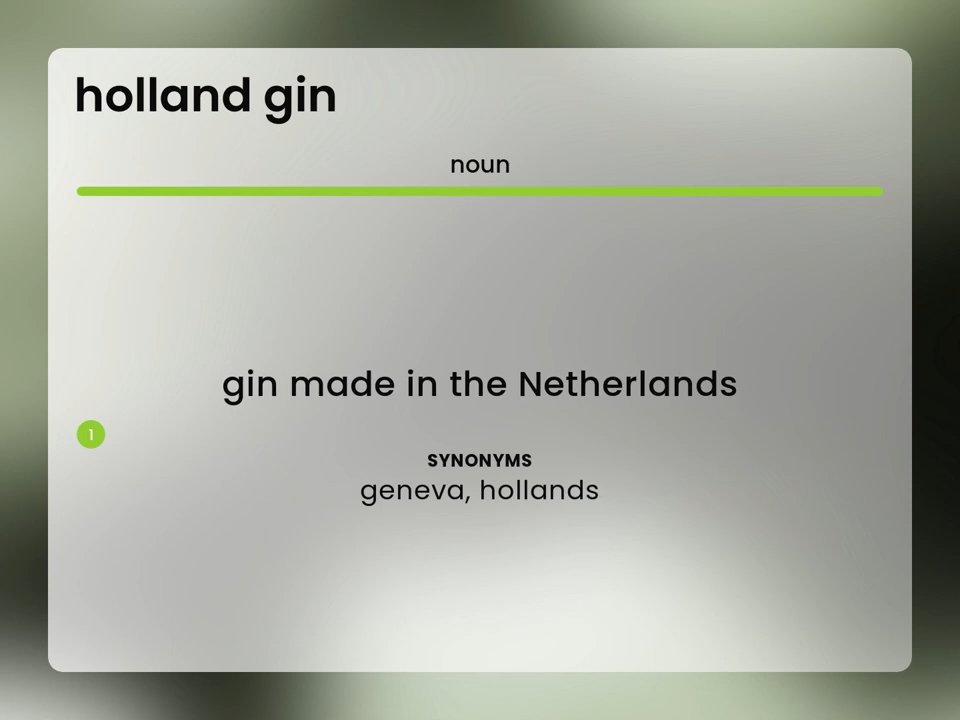 holland gin
noun
gin made in the Netherlands
1
SYNONYMS
geneva, hollands